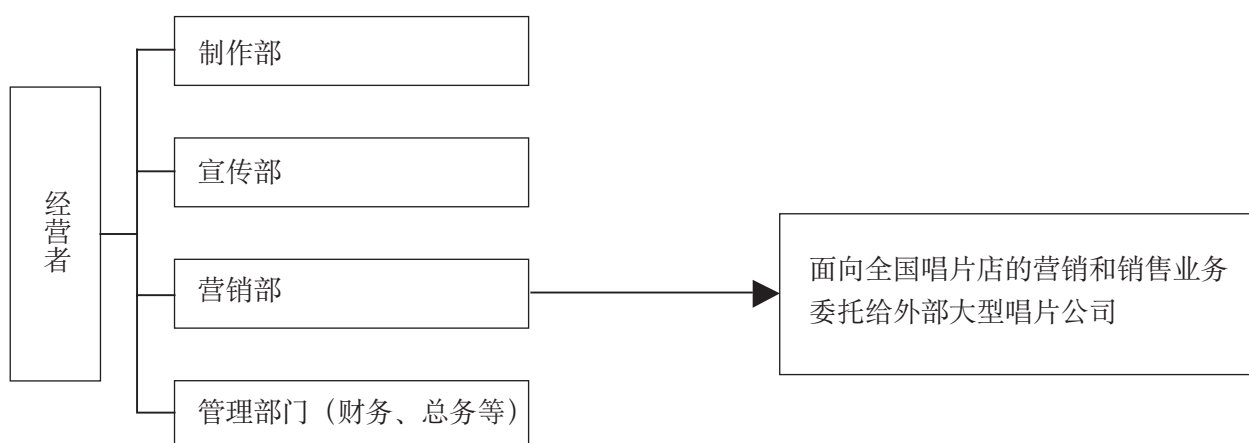 制作部
宣传部
经营者
营销部
面向全国唱片店的营销和销售业务
委托给外部大型唱片公司
管理部门（财务、总务等）